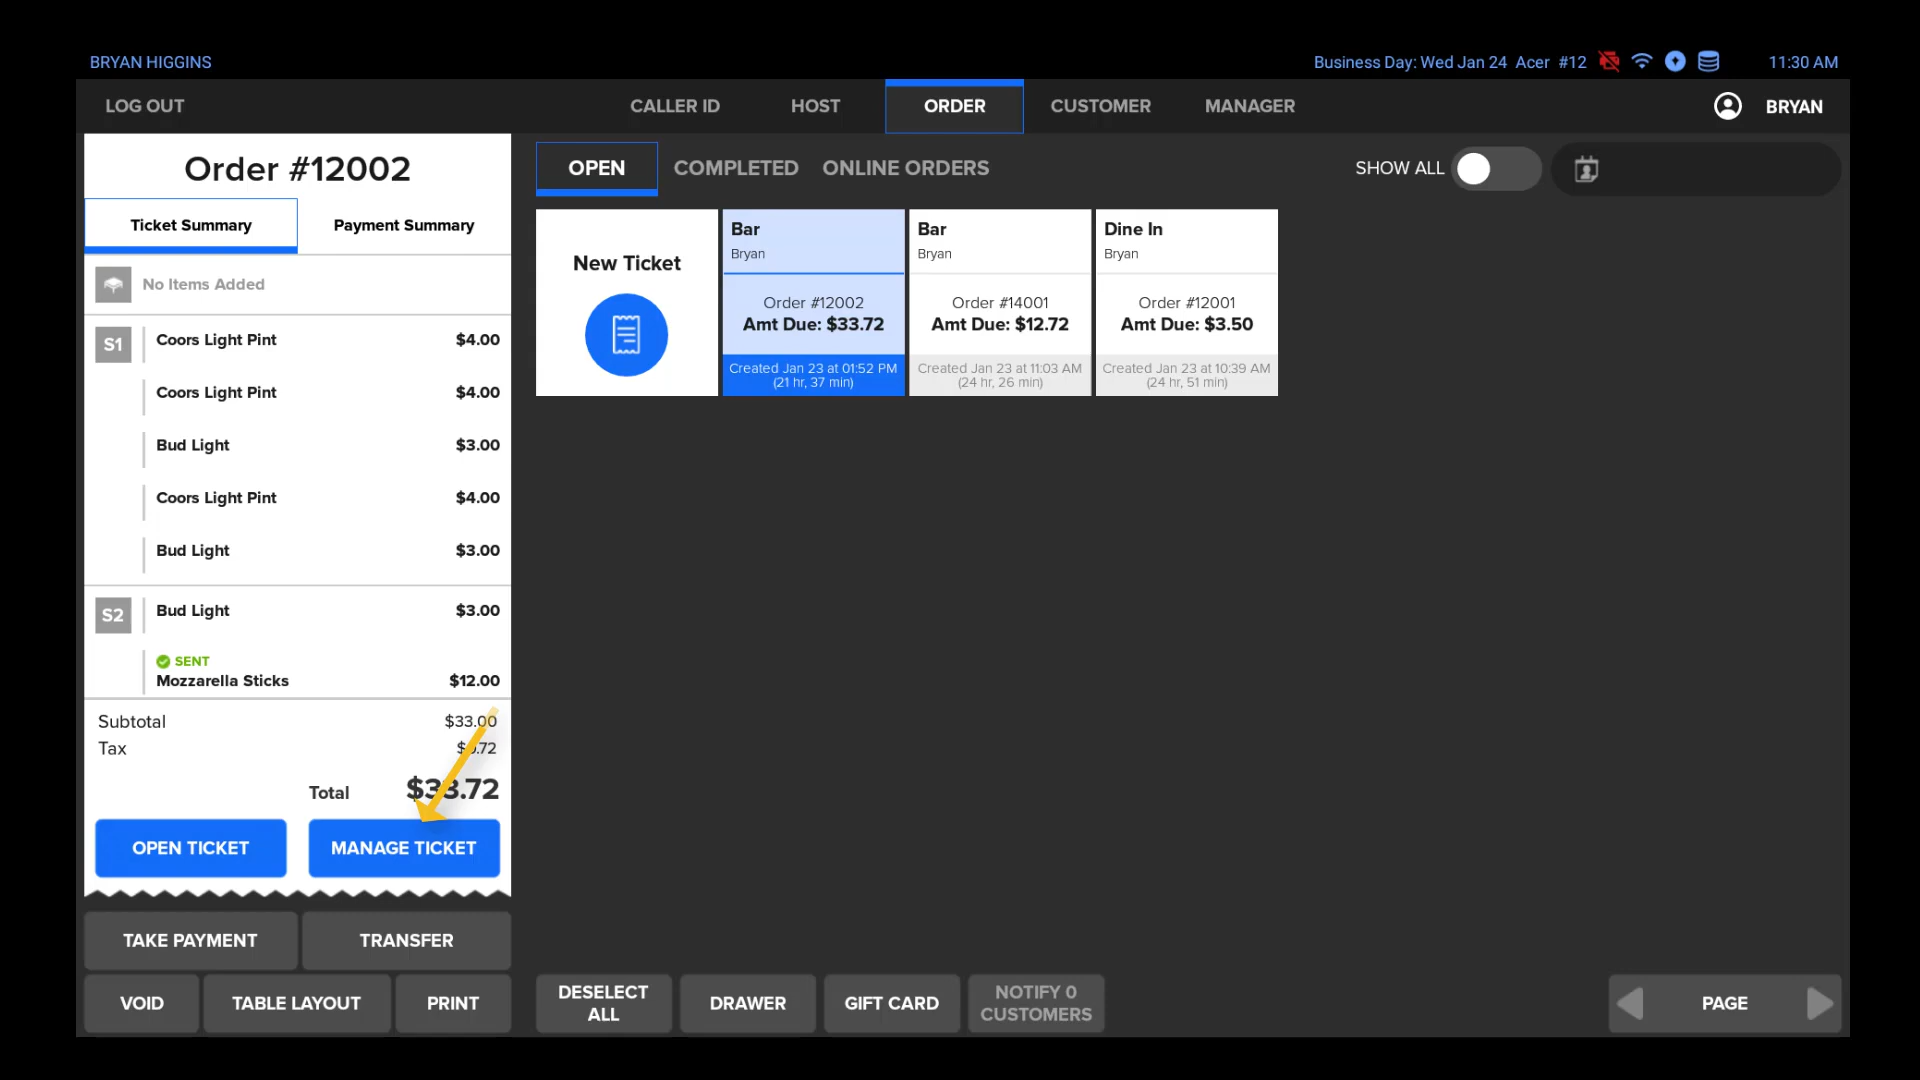 BRYAN HIGGINS
Business Day: Wed Jan 24 Acer #12
11:30 AM
LOG OUT
CALLER ID
HOST
ORDER
CUSTOMER
MANAGER
BRYAN
Order #12002
Ticket Summary
Payment Summary
No Items Added
S1
Coors Light Pint $4.00
Coors Light Pint $4.00
Bud Light $3.00
Coors Light Pint $4.00
Bud Light $3.00
S2
Bud Light $3.00
SENT
Mozzarella Sticks $12.00
Subtotal $33.00
Tax $0.72
Total $33.72
OPEN TICKET
MANAGE TICKET
TAKE PAYMENT
TRANSFER
VOID
TABLE LAYOUT
PRINT
OPEN
COMPLETED
ONLINE ORDERS
SHOW ALL
New Ticket
Bar
Bryan
Order #12002
Amt Due: $33.72
Created Jan 23 at 01:52 PM
(21 hr, 37 min)
Bar
Bryan
Order #14001
Amt Due: $12.72
Created Jan 23 at 11:03 AM
(24 hr, 26 min)
Dine In
Bryan
Order #12001
Amt Due: $3.50
Created Jan 23 at 10:39 AM
(24 hr, 51 min)
DESELECT
ALL
DRAWER
GIFT CARD
NOTIFY 0
CUSTOMERS
PAGE